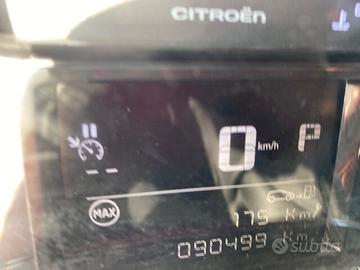 CITROËN
0 km/h P
-- --
MAX
175 Km
090499 Km
subito